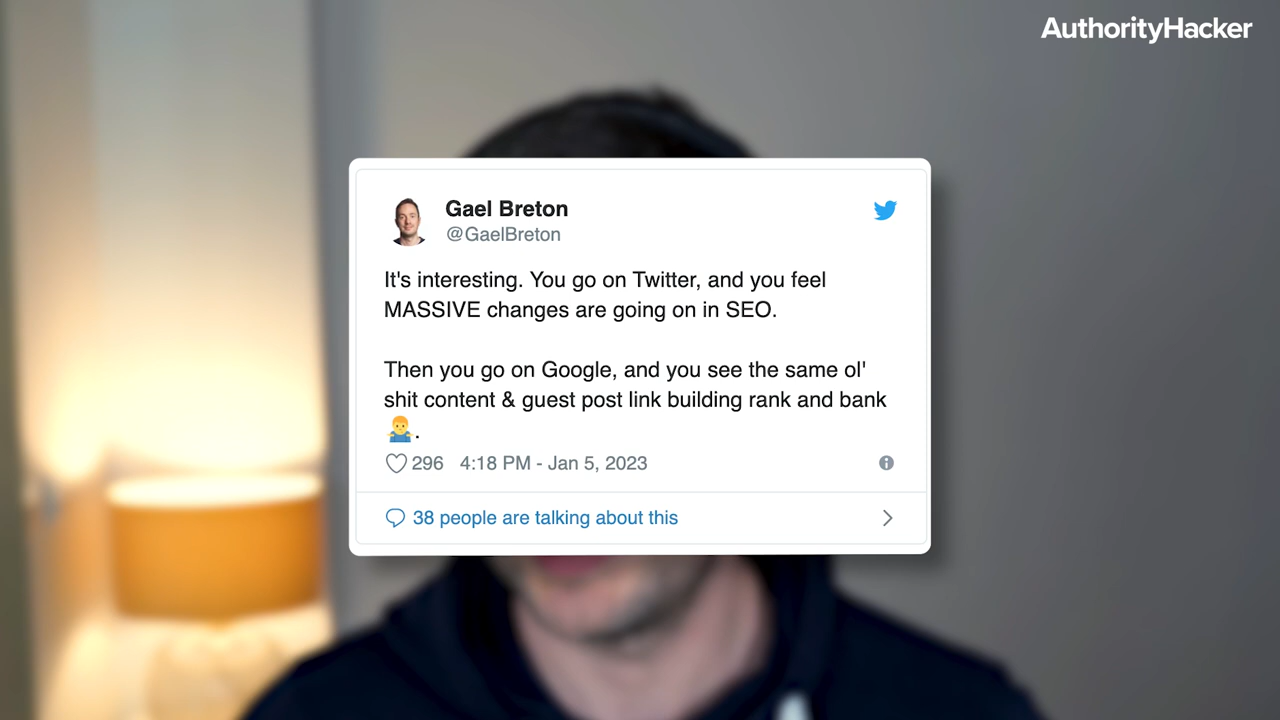 AuthorityHacker
Gael Breton
@GaelBreton
It's interesting. You go on Twitter, and you feel
MASSIVE changes are going on in SEO.
Then you go on Google, and you see the same ol'
shit content & guest post link building rank and bank
🤷‍♂️.
296 4:18 PM - Jan 5, 2023
38 people are talking about this